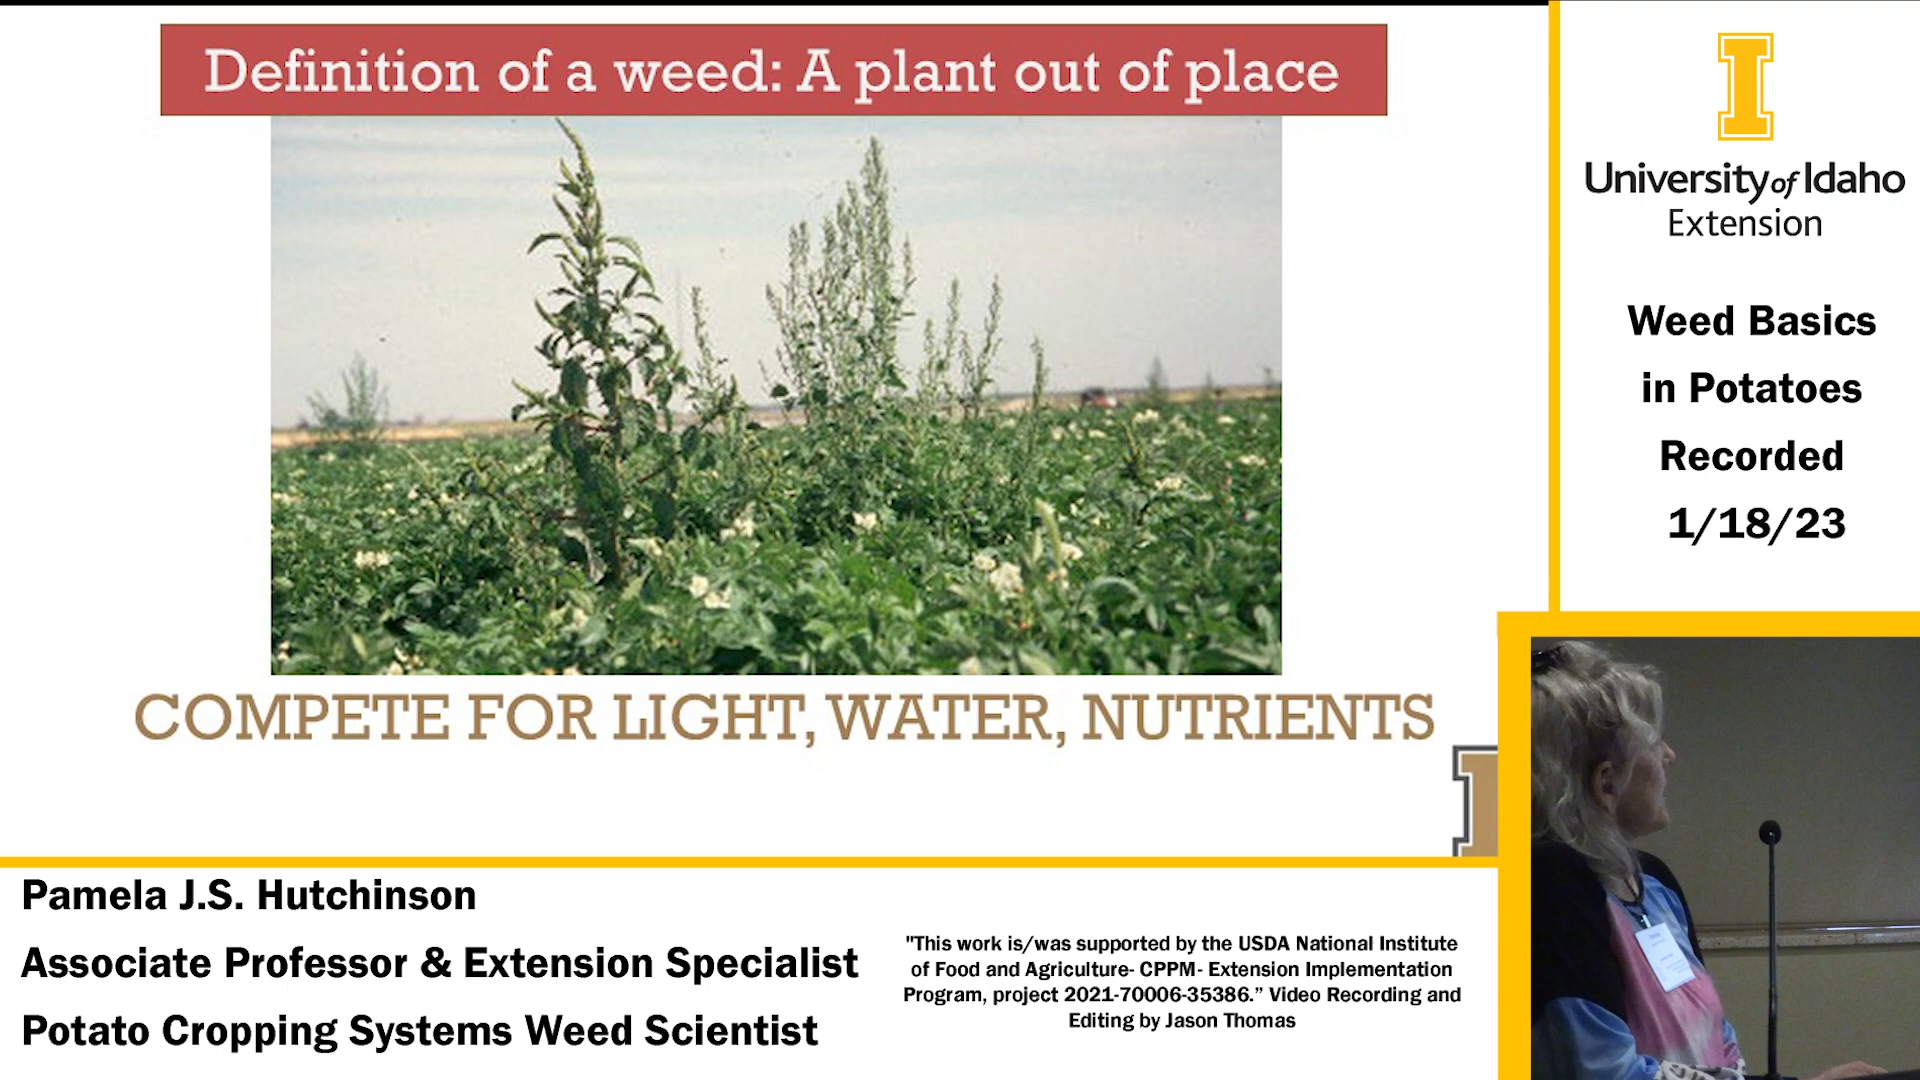 Definition of a weed: A plant out of place
COMPETE FOR LIGHT, WATER, NUTRIENTS
University of Idaho
Extension
Weed Basics
in Potatoes
Recorded
1/18/23
Pamela J.S. Hutchinson
Associate Professor & Extension Specialist
Potato Cropping Systems Weed Scientist
"This work is/was supported by the USDA National Institute
of Food and Agriculture- CPPM- Extension Implementation
Program, project 2021-70006-35386.” Video Recording and
Editing by Jason Thomas